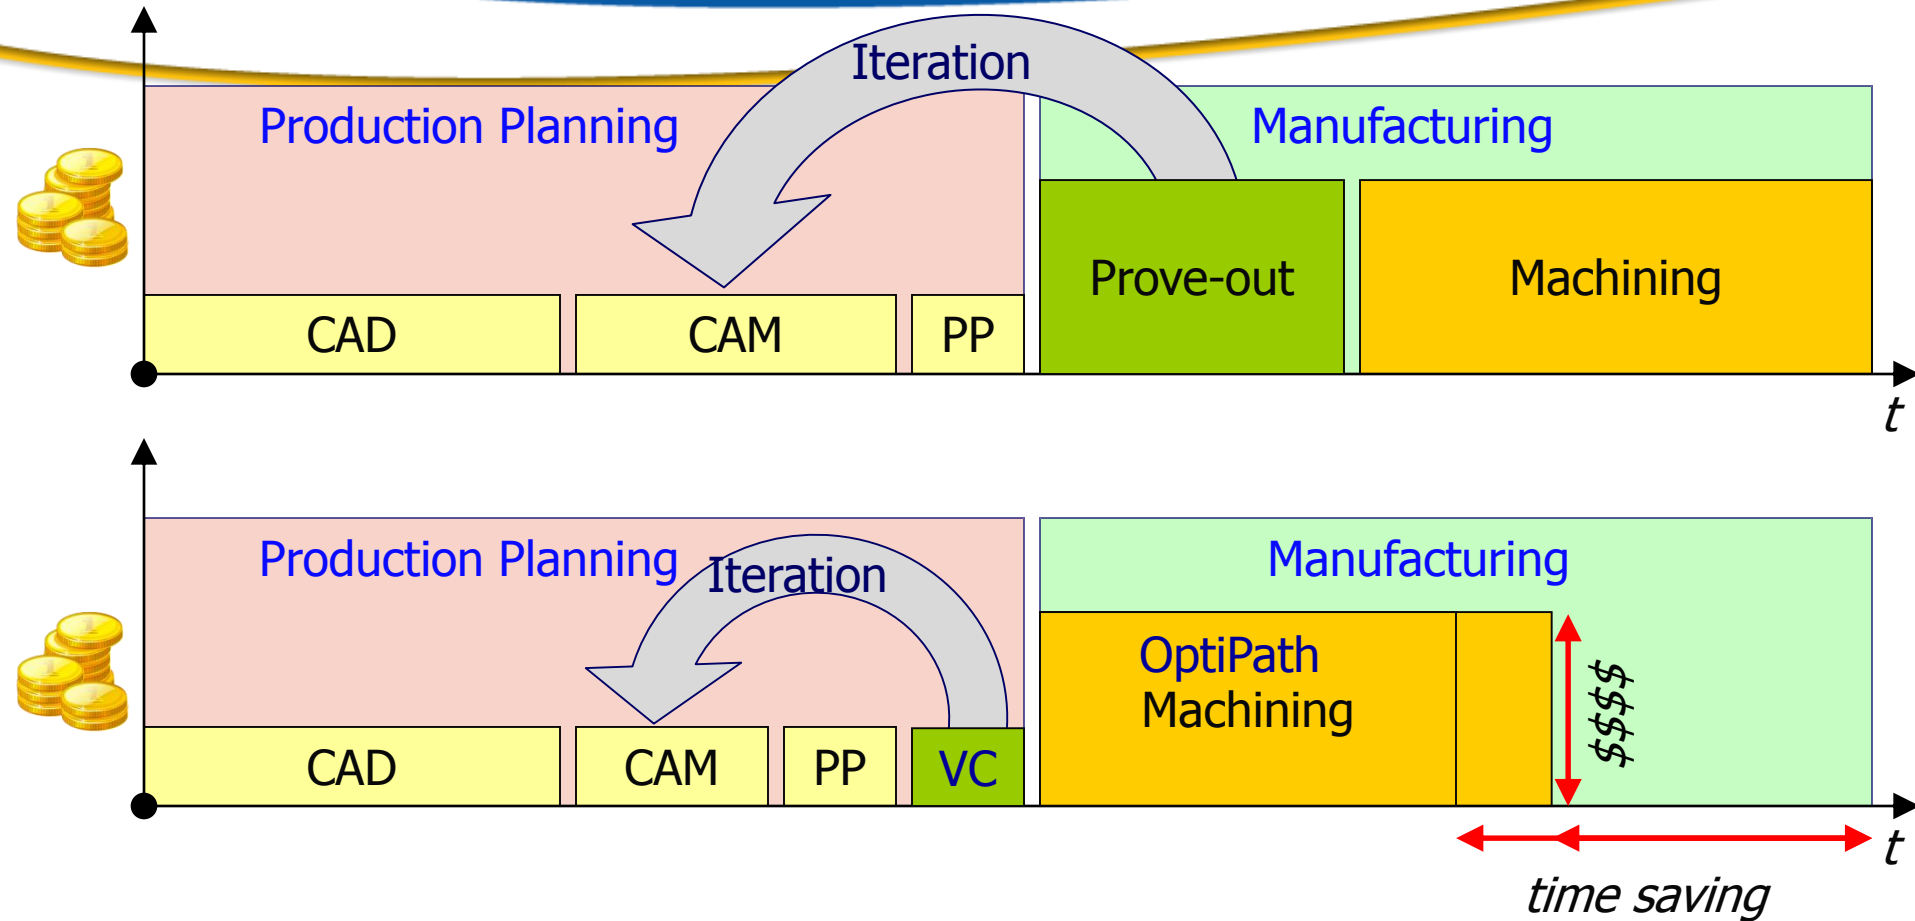 Iteration
Production Planning
Manufacturing
Prove-out
Machining
CAD
CAM
PP
t
Production Planning
Iteration
Manufacturing
OptiPath
Machining
$$$$
CAD
CAM
PP
VC
t
time saving